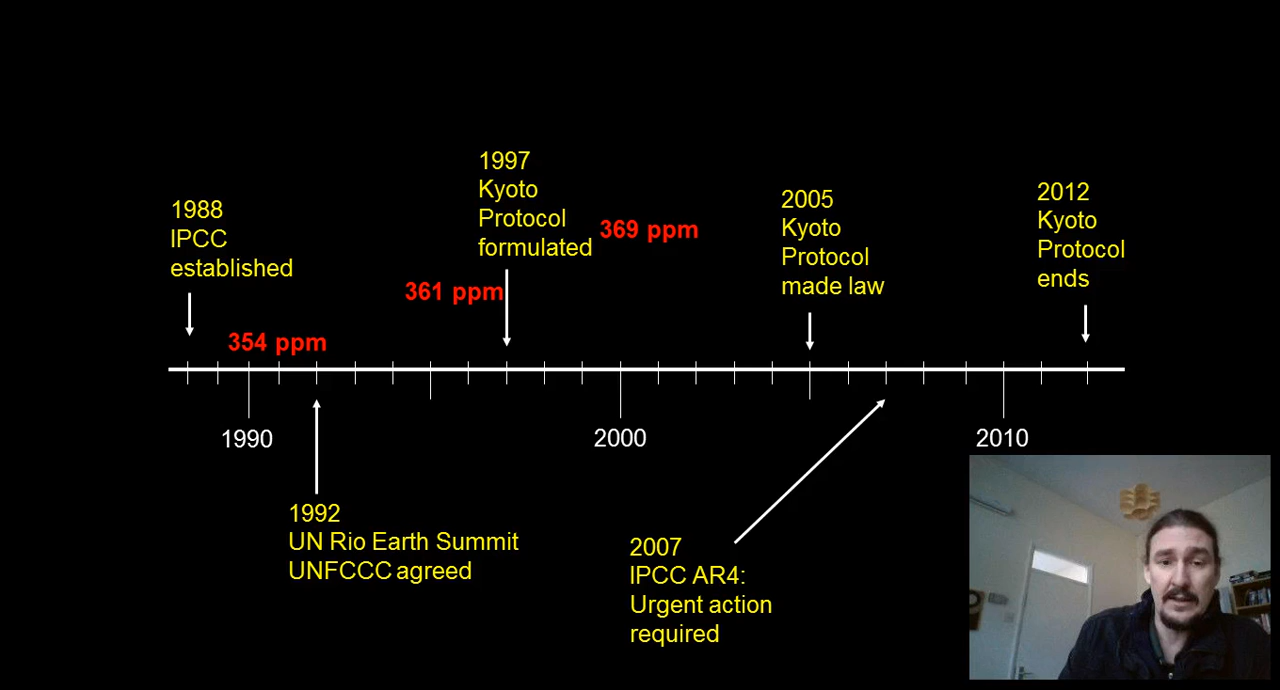 1997
Kyoto
Protocol
formulated
369 ppm
1988
IPCC
established
2005
Kyoto
Protocol
made law
2012
Kyoto
Protocol
ends
361 ppm
354 ppm
1990
2000
2010
1992
UN Rio Earth Summit
UNFCCC agreed
2007
IPCC AR4:
Urgent action
required